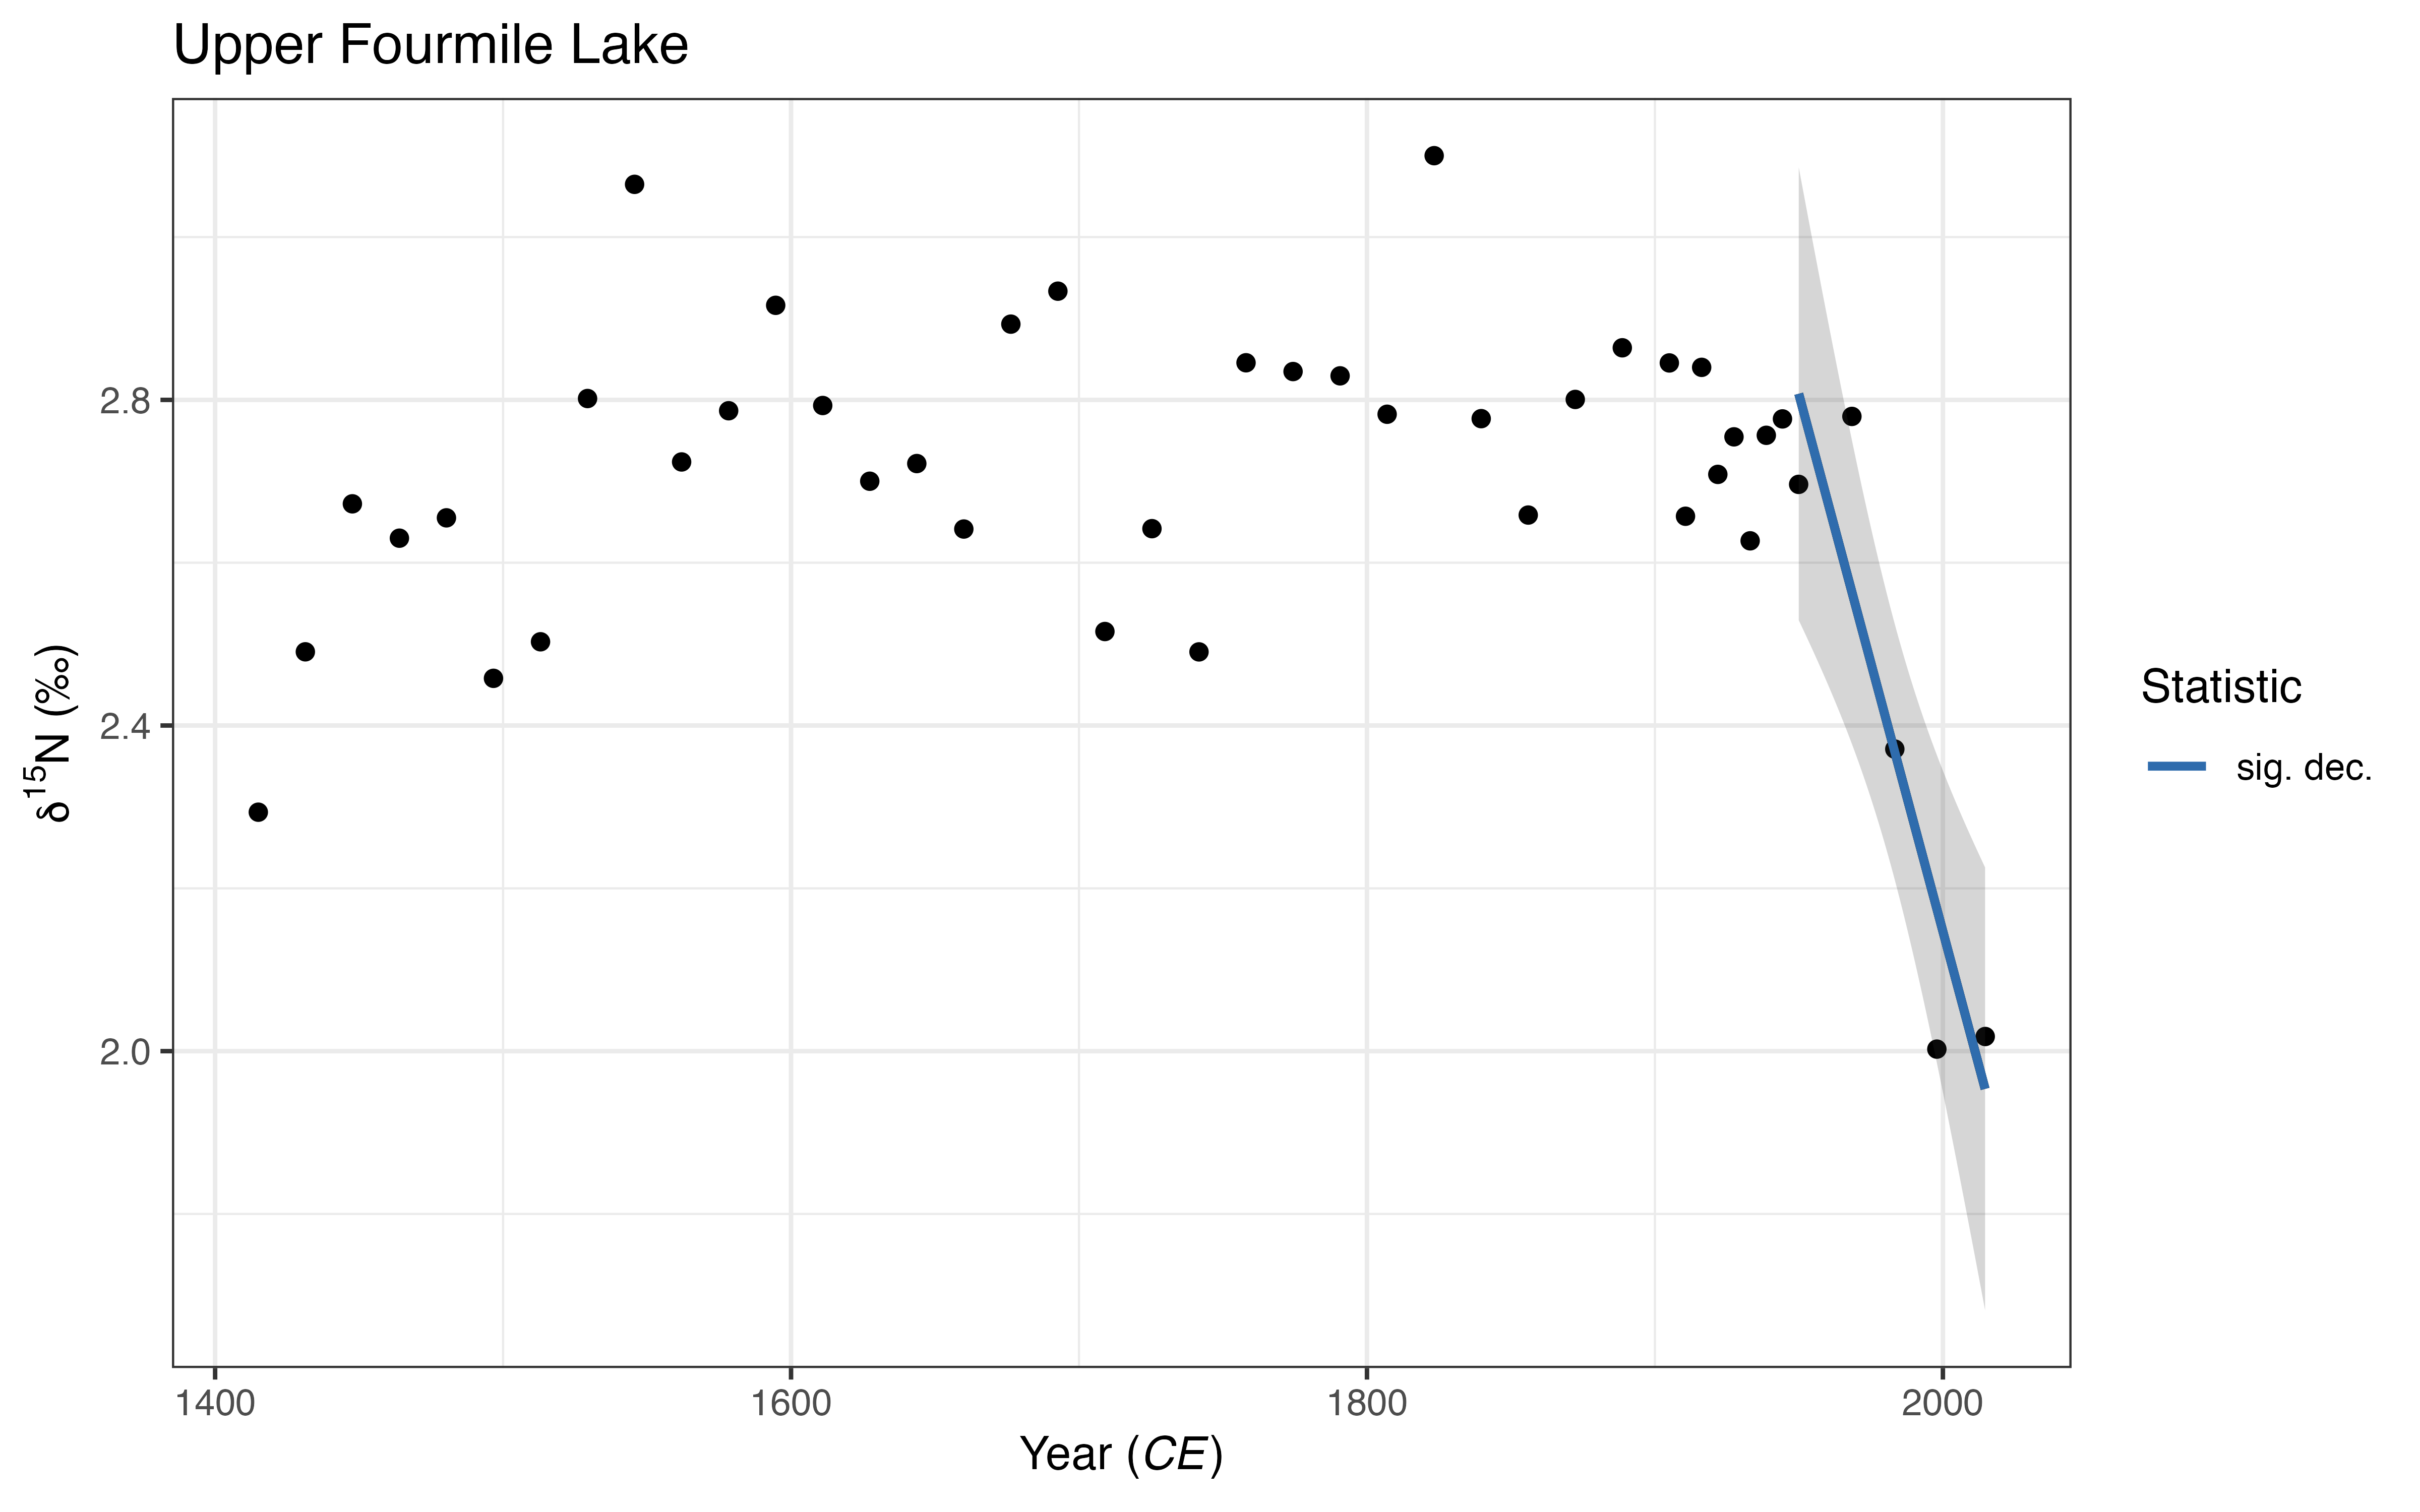 Upper Fourmile Lake
δ15N (‰)
2.8
2.4
2.0
1400 1600 1800 2000
Year (CE)
Statistic
sig. dec.